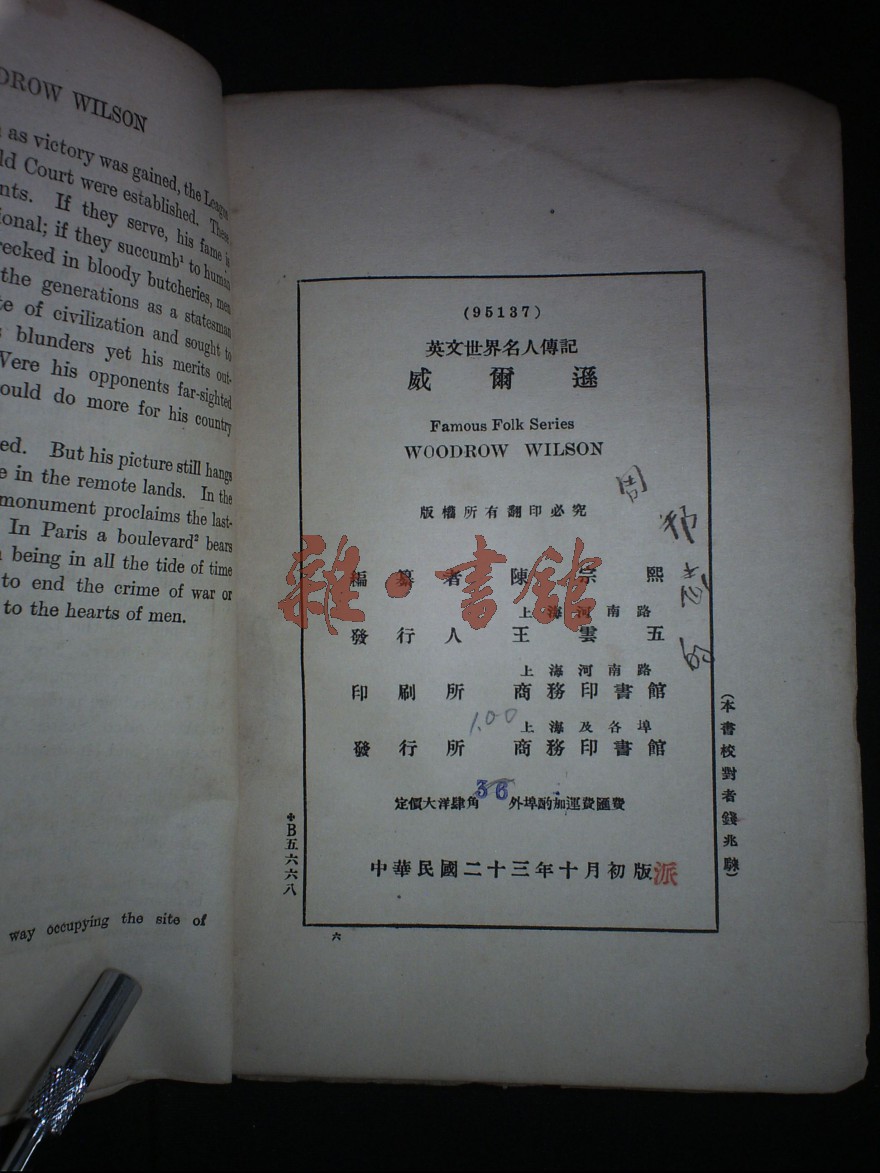 DROW WILSON
as victory was gained, the League
ld Court were established. These
nts. If they serve, his fame is
ional; if they succumb¹ to human
recked in bloody butcheries, men
the generations as a statesman
te of civilization and sought to
s blunders yet his merits out-
Were his opponents far-sighted
ould do more for his country
ed. But his picture still hangs
e in the remote lands. In the
monument proclaims the last-
In Paris a boulevard² bears
being in all the tide of time
to end the crime of war or
to the hearts of men.
way occupying the site of
(95137)
英文世界名人傳記
威爾遜
Famous Folk Series
WOODROW WILSON
版權所有翻印必究
編纂者 陳宗熙
上海河南路
發行人 王雲五
上海河南路
印刷所 商務印書館
上海及各埠
發行所 商務印書館
定價大洋肆角 外埠酌加運費匯費
中華民國二十三年十月初版
派
六
B五六六八
(本書校對者錢兆騤)
雜·書館
1.00
36
周
的